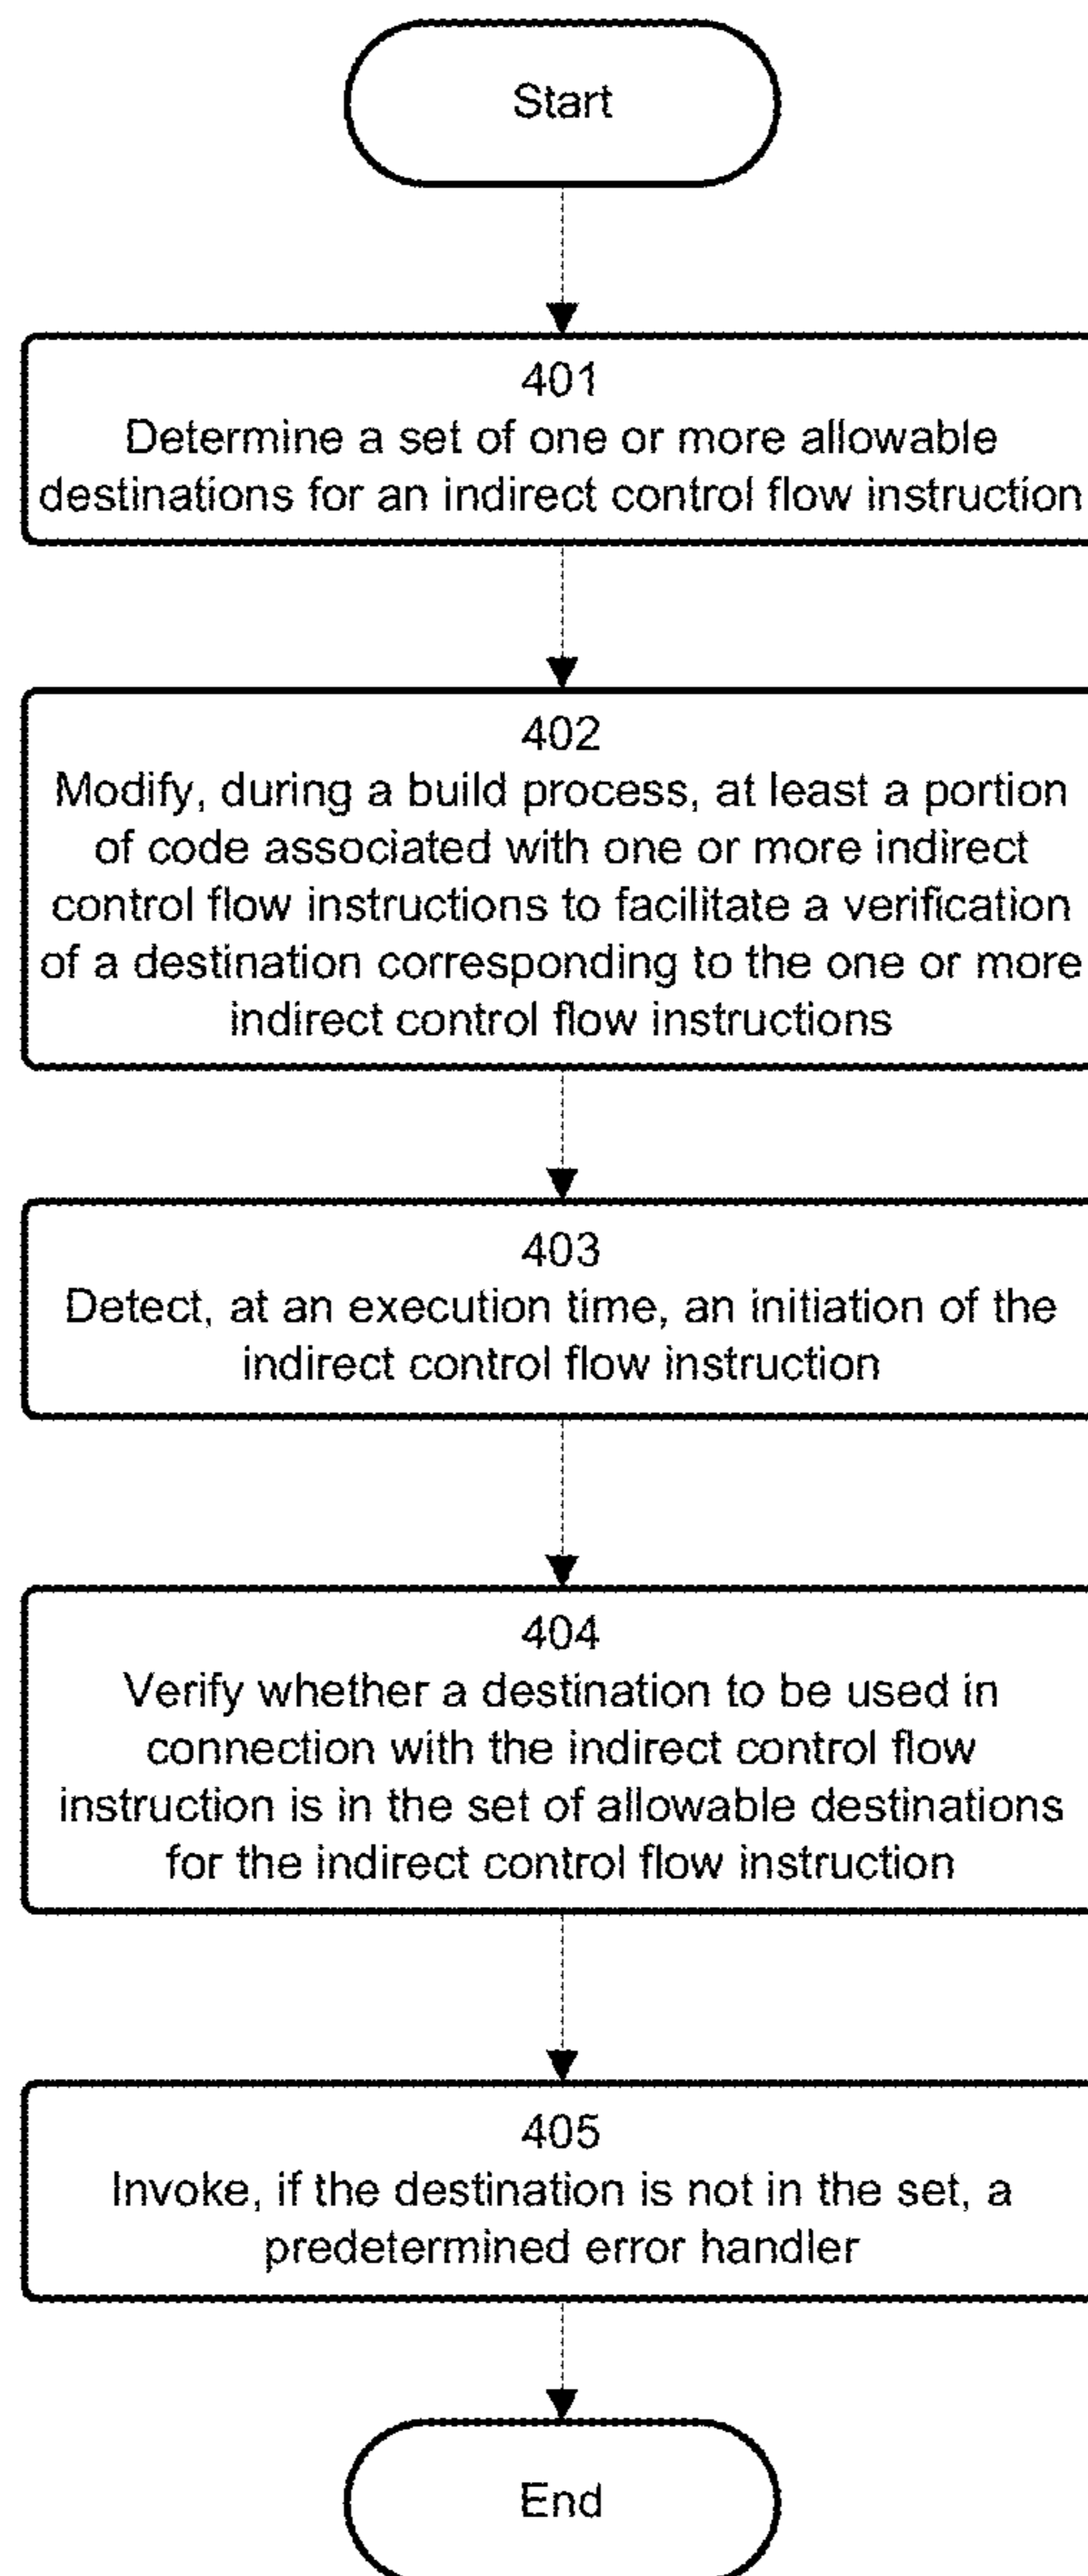 Start
401
Determine a set of one or more allowable
destinations for an indirect control flow instruction
402
Modify, during a build process, at least a portion
of code associated with one or more indirect
control flow instructions to facilitate a verification
of a destination corresponding to the one or more
indirect control flow instructions
403
Detect, at an execution time, an initiation of the
indirect control flow instruction
404
Verify whether a destination to be used in
connection with the indirect control flow
instruction is in the set of allowable destinations
for the indirect control flow instruction
405
Invoke, if the destination is not in the set, a
predetermined error handler
End